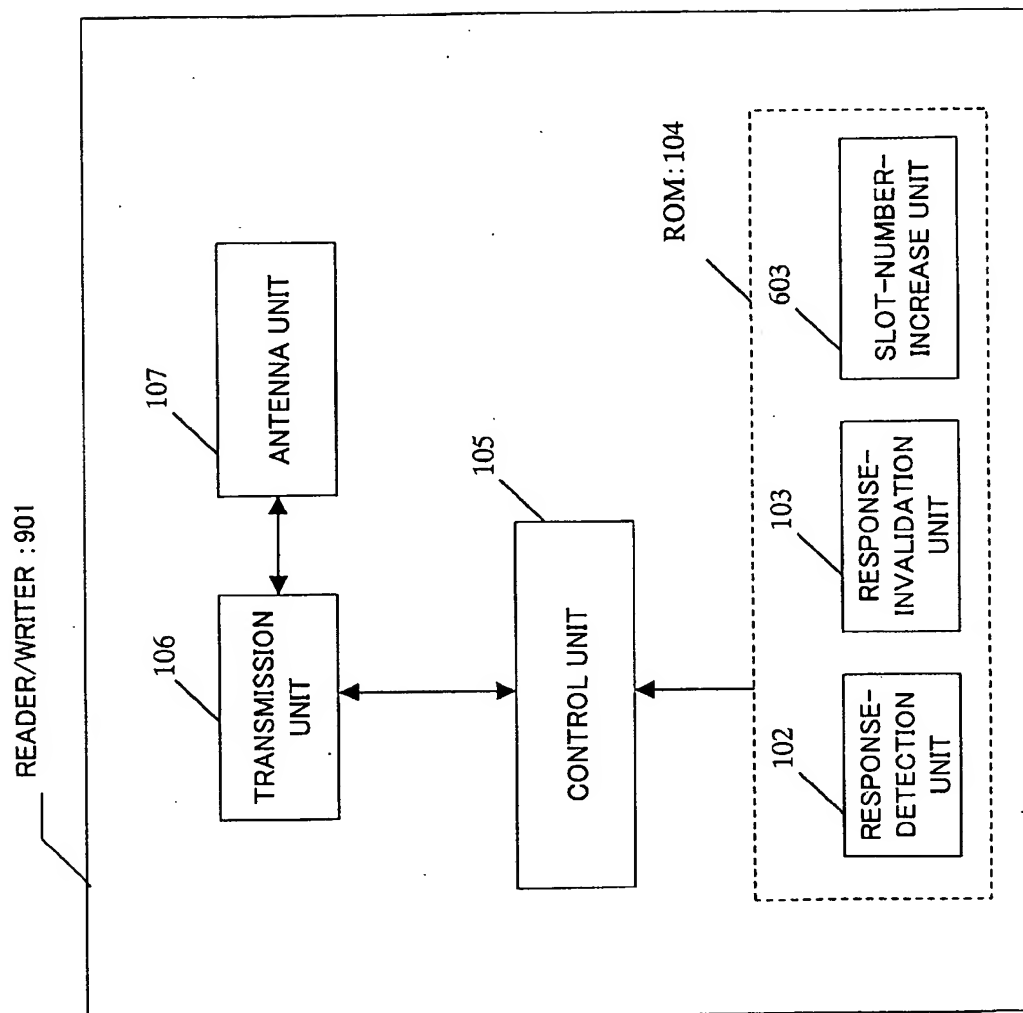 READER/WRITER :901
106
TRANSMISSION
UNIT
107
ANTENNA UNIT
105
CONTROL UNIT
ROM:104
102
RESPONSE-
DETECTION
UNIT
103
RESPONSE-
INVALIDATION
UNIT
603
SLOT-NUMBER-
INCREASE UNIT